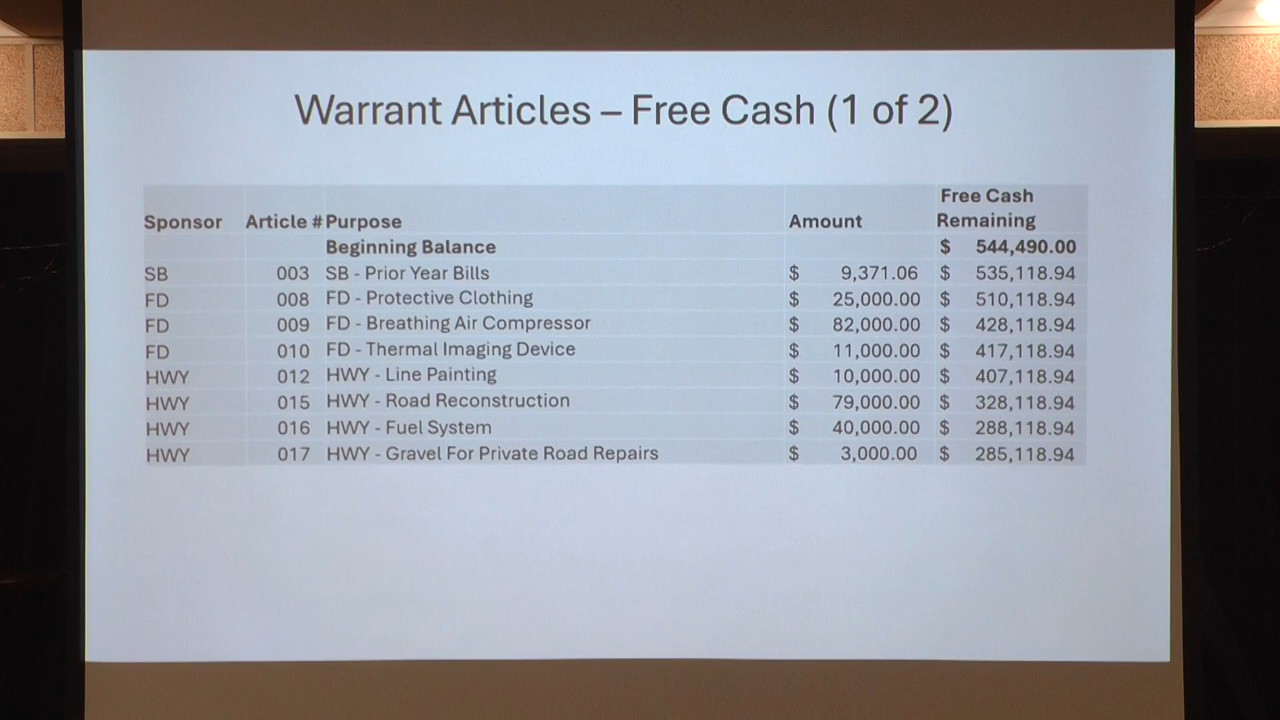 Warrant Articles – Free Cash (1 of 2)
Sponsor Article # Purpose Amount Free Cash Remaining
Beginning Balance $ 544,490.00
SB 003 SB - Prior Year Bills $ 9,371.06 $ 535,118.94
FD 008 FD - Protective Clothing $ 25,000.00 $ 510,118.94
FD 009 FD - Breathing Air Compressor $ 82,000.00 $ 428,118.94
FD 010 FD - Thermal Imaging Device $ 11,000.00 $ 417,118.94
HWY 012 HWY - Line Painting $ 10,000.00 $ 407,118.94
HWY 015 HWY - Road Reconstruction $ 79,000.00 $ 328,118.94
HWY 016 HWY - Fuel System $ 40,000.00 $ 288,118.94
HWY 017 HWY - Gravel For Private Road Repairs $ 3,000.00 $ 285,118.94